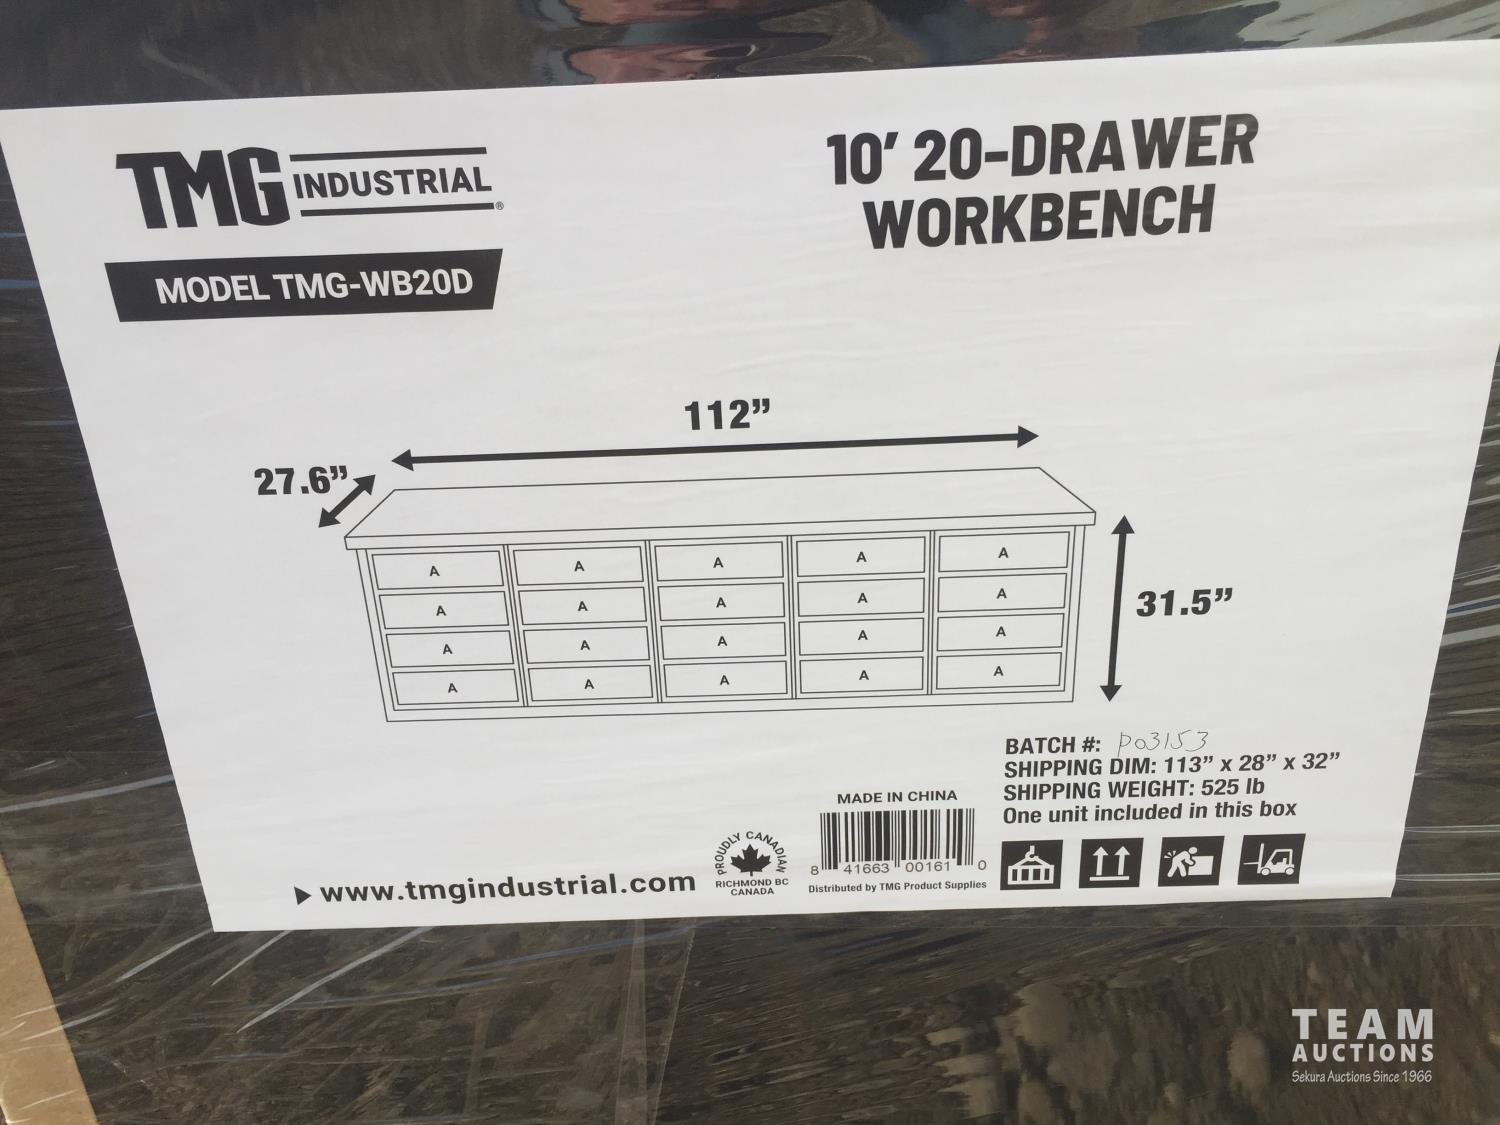 TMG INDUSTRIAL®
MODEL TMG-WB20D
10' 20-DRAWER
WORKBENCH
112"
27.6"
31.5"
A A A A A
A A A A A
A A A A A
A A A A A
BATCH #: P03153
SHIPPING DIM: 113" x 28" x 32"
SHIPPING WEIGHT: 525 lb
One unit included in this box
MADE IN CHINA
8 41663 00161 0
Distributed by TMG Product Supplies
PROUDLY CANADIAN
RICHMOND BC
CANADA
www.tmgindustrial.com
TEAM
AUCTIONS
Sekura Auctions Since 1966